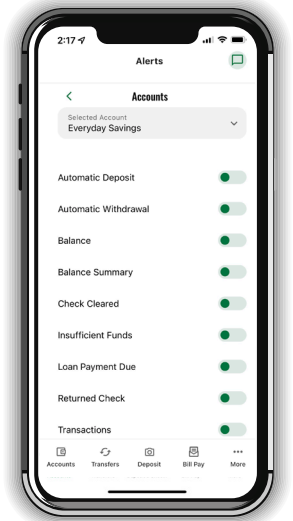 2:17
Alerts
Accounts
Selected Account
Everyday Savings
Automatic Deposit
Automatic Withdrawal
Balance
Balance Summary
Check Cleared
Insufficient Funds
Loan Payment Due
Returned Check
Transactions
Accounts Transfers Deposit Bill Pay More